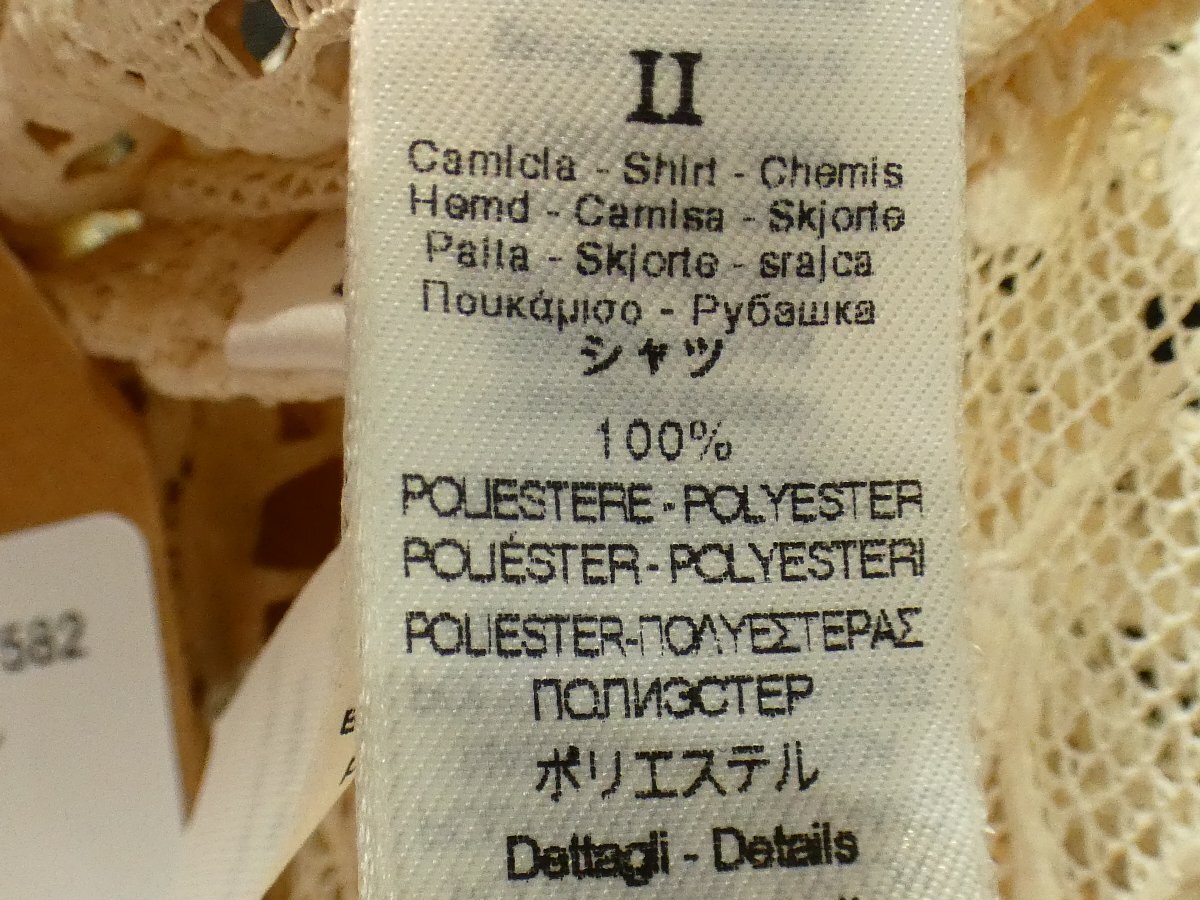 II
Camicia - Shirt - Chemis
Hemd - Camisa - Skjorte
Paita - Skjorte - srajca
Πουκάμισο - Рубашка
シャツ
100%
POLIESTERE - POLYESTER
POLIÉSTER - POLYESTERI
POLIESTER-ΠΟΛΥΕΣΤΕΡΑΣ
ПОЛИЭСТЕР
ポリエステル
Dettagli - Details
582